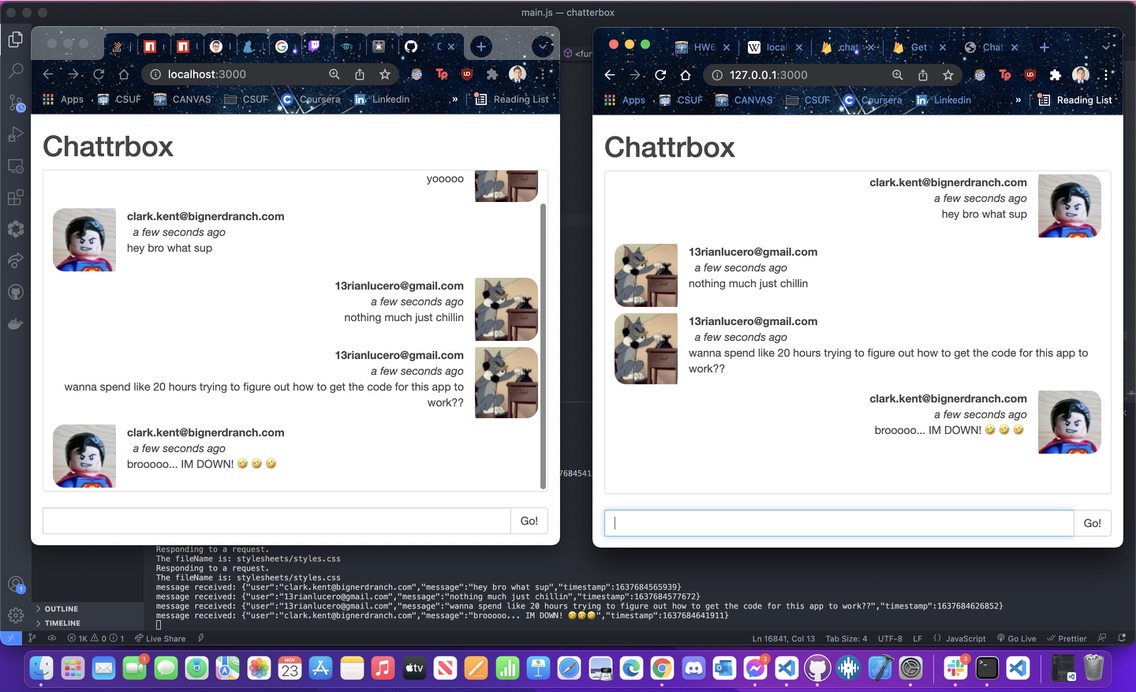 main.js — chatterbox
localhost:3000
Apps CSUF CANVAS CSUF Coursera Linkedin » Reading List
Chattrbox
yooooo
clark.kent@bignerdranch.com
a few seconds ago
hey bro what sup
13rianlucero@gmail.com
a few seconds ago
nothing much just chillin
13rianlucero@gmail.com
a few seconds ago
wanna spend like 20 hours trying to figure out how to get the code for this app to
work??
clark.kent@bignerdranch.com
a few seconds ago
brooooo... IM DOWN! 🤣 🤣 🤣
Go!
HWE W local chat Get Chat
127.0.0.1:3000
Apps CSUF CANVAS CSUF Coursera Linkedin » Reading List
Chattrbox
clark.kent@bignerdranch.com
a few seconds ago
hey bro what sup
13rianlucero@gmail.com
a few seconds ago
nothing much just chillin
13rianlucero@gmail.com
a few seconds ago
wanna spend like 20 hours trying to figure out how to get the code for this app to
work??
clark.kent@bignerdranch.com
a few seconds ago
brooooo... IM DOWN! 🤣 🤣 🤣
Go!
<fur
7684541
Responding to a request.
The fileName is: stylesheets/styles.css
Responding to a request.
The fileName is: stylesheets/styles.css
message received: {"user":"clark.kent@bignerdranch.com","message":"hey bro what sup","timestamp":1637684565939}
message received: {"user":"13rianlucero@gmail.com","message":"nothing much just chillin","timestamp":1637684577672}
message received: {"user":"13rianlucero@gmail.com","message":"wanna spend like 20 hours trying to figure out how to get the code for this app to work??","timestamp":1637684626852}
message received: {"user":"clark.kent@bignerdranch.com","message":"brooooo... IM DOWN! 🤣🤣🤣","timestamp":1637684641911}
OUTLINE
TIMELINE
1K 0 1 Live Share Ln 16841, Col 13 Tab Size: 4 UTF-8 LF JavaScript Go Live Prettier
NOV
23
tv